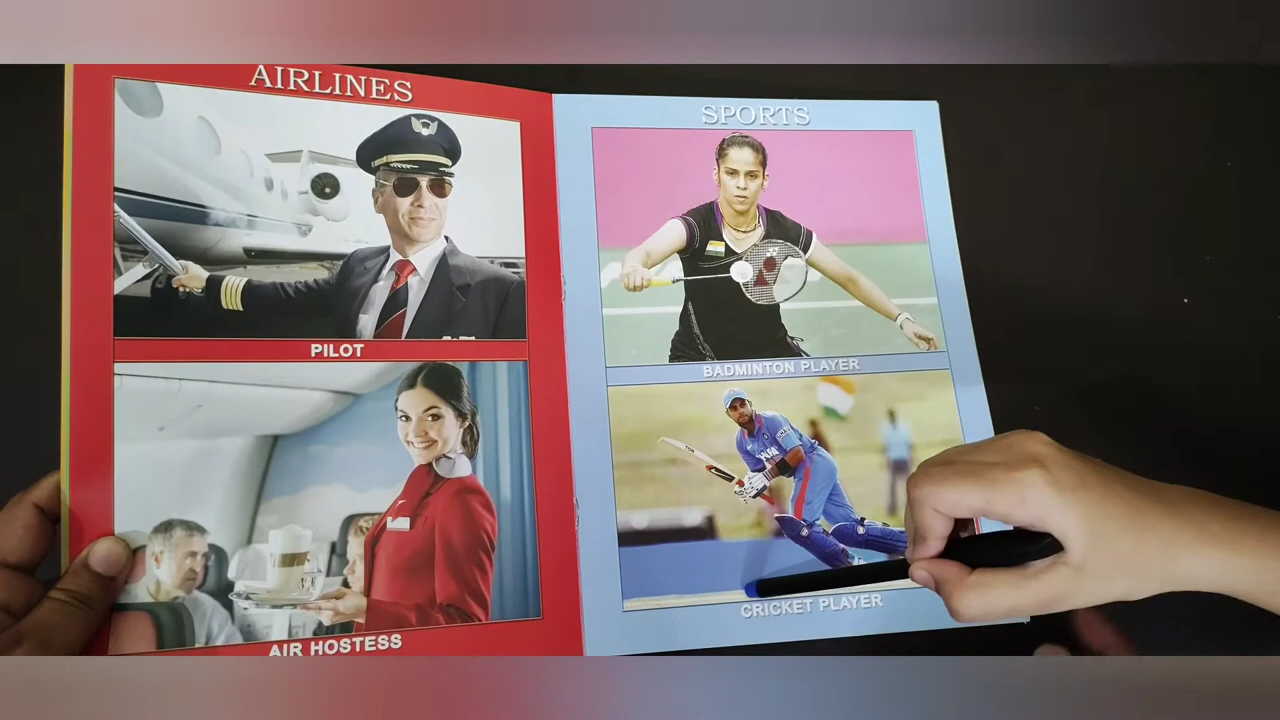 AIRLINES
PILOT
AIR HOSTESS
SPORTS
BADMINTON PLAYER
CRICKET PLAYER